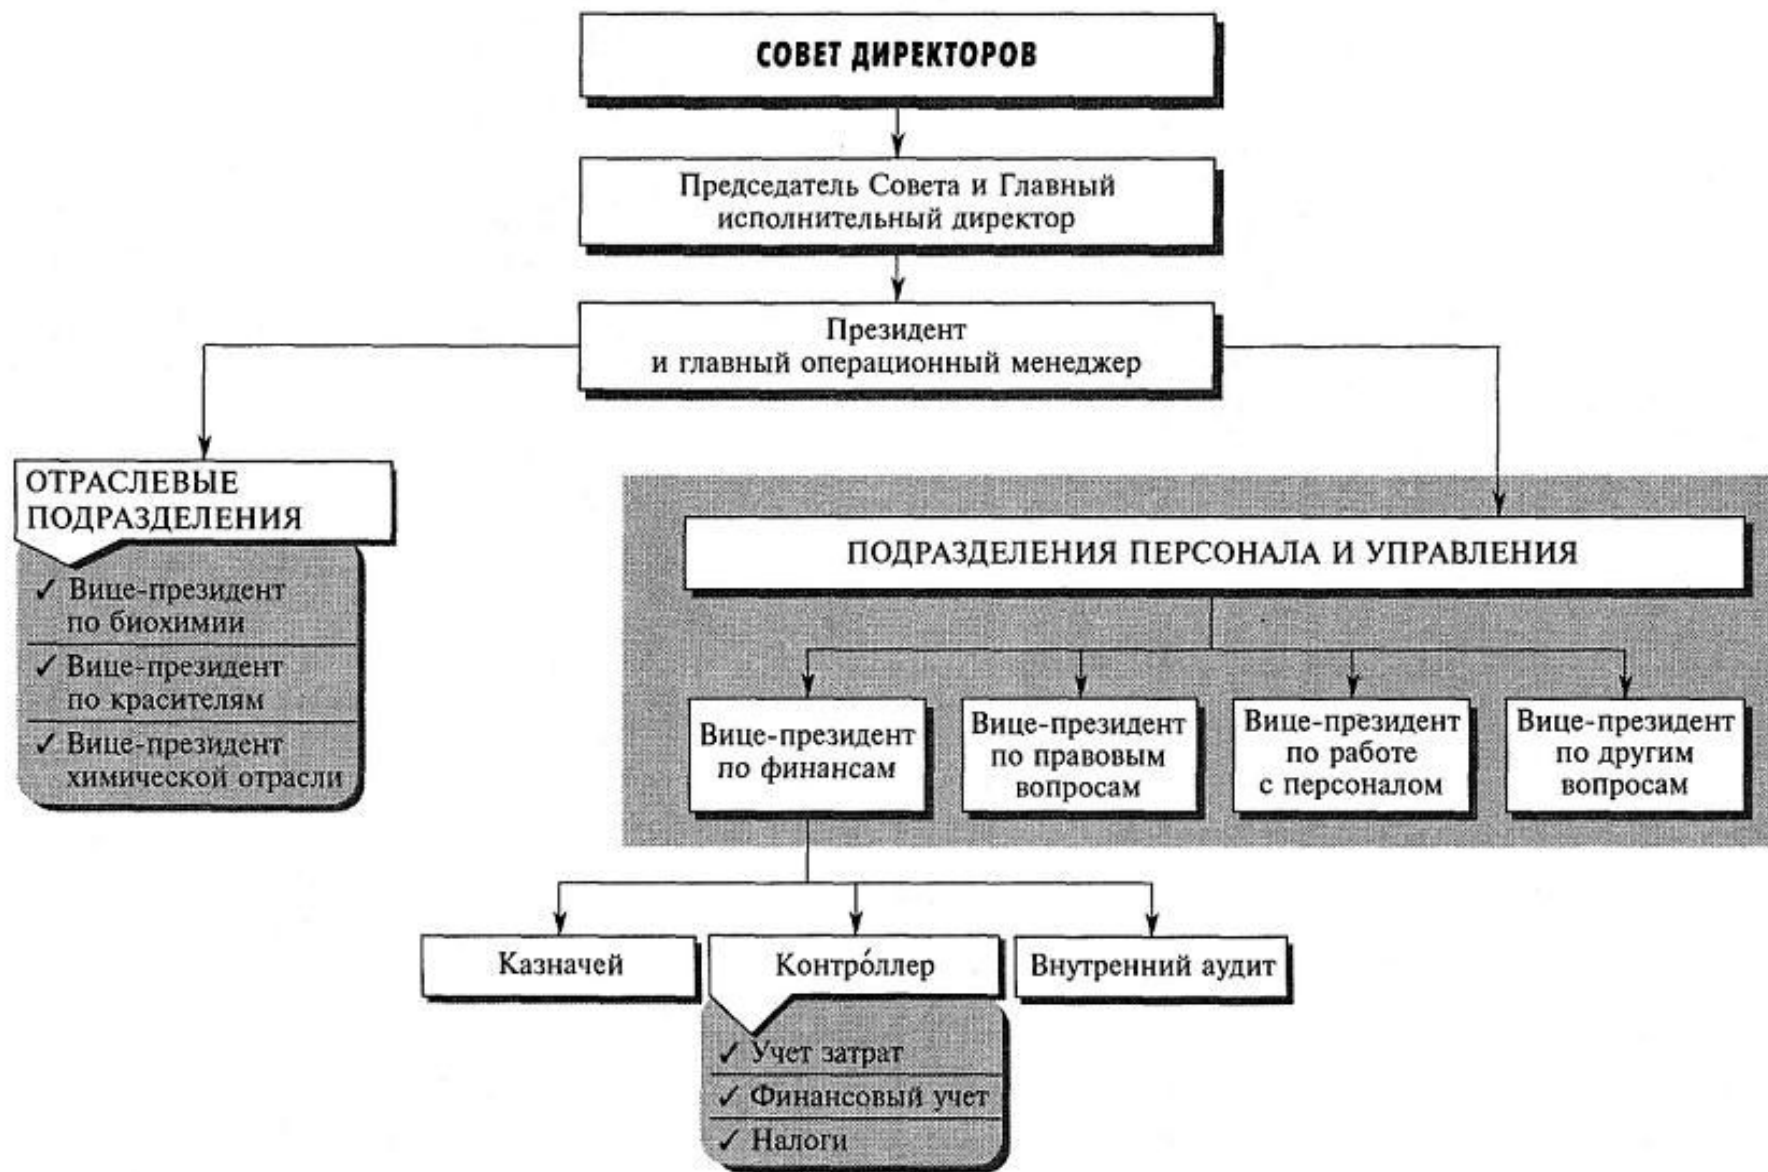 СОВЕТ ДИРЕКТОРОВ
Председатель Совета и Главный
исполнительный директор
Президент
и главный операционный менеджер
ОТРАСЛЕВЫЕ
ПОДРАЗДЕЛЕНИЯ
✓ Вице-президент
по биохимии
✓ Вице-президент
по красителям
✓ Вице-президент
химической отрасли
ПОДРАЗДЕЛЕНИЯ ПЕРСОНАЛА И УПРАВЛЕНИЯ
Вице-президент
по финансам
Вице-президент
по правовым
вопросам
Вице-президент
по работе
с персоналом
Вице-президент
по другим
вопросам
Казначей
Контро́ллер
✓ Учет затрат
✓ Финансовый учет
✓ Налоги
Внутренний аудит